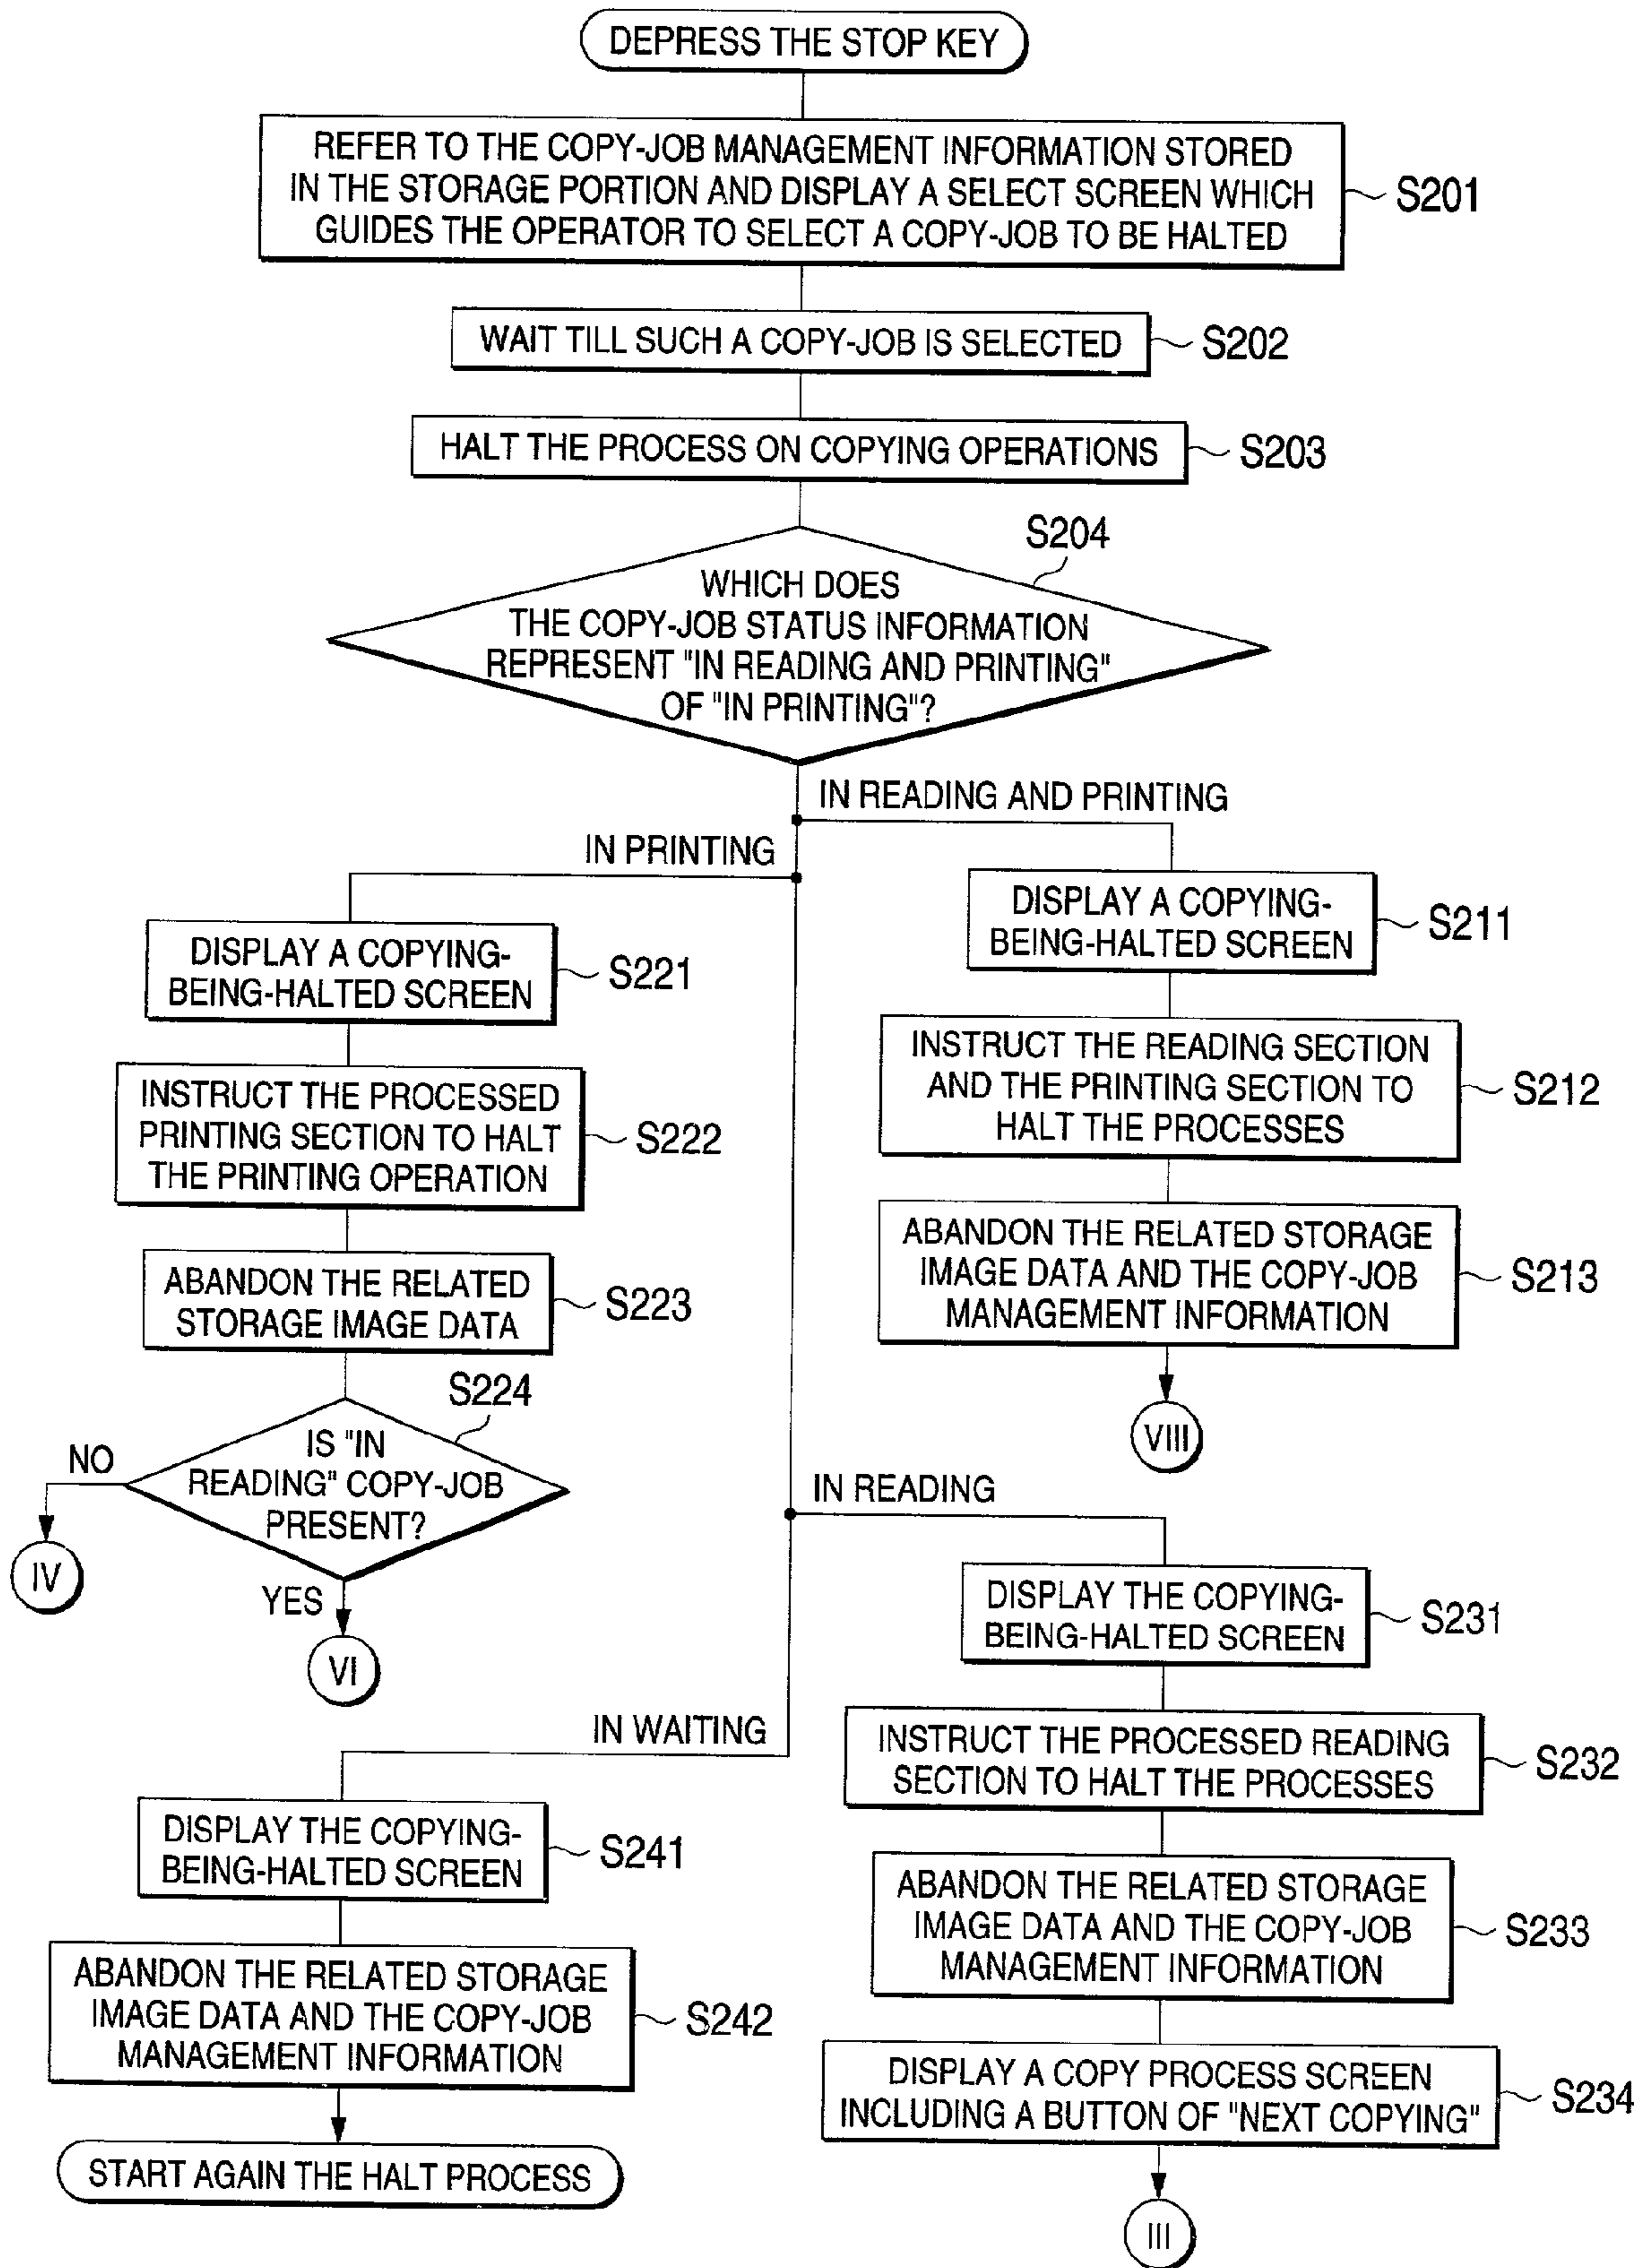 DEPRESS THE STOP KEY
REFER TO THE COPY-JOB MANAGEMENT INFORMATION STORED
IN THE STORAGE PORTION AND DISPLAY A SELECT SCREEN WHICH
GUIDES THE OPERATOR TO SELECT A COPY-JOB TO BE HALTED
S201
WAIT TILL SUCH A COPY-JOB IS SELECTED
S202
HALT THE PROCESS ON COPYING OPERATIONS
S203
S204
WHICH DOES
THE COPY-JOB STATUS INFORMATION
REPRESENT "IN READING AND PRINTING"
OF "IN PRINTING"?
IN READING AND PRINTING
DISPLAY A COPYING-
BEING-HALTED SCREEN
S211
INSTRUCT THE READING SECTION
AND THE PRINTING SECTION TO
HALT THE PROCESSES
S212
ABANDON THE RELATED STORAGE
IMAGE DATA AND THE COPY-JOB
MANAGEMENT INFORMATION
S213
VIII
IN PRINTING
DISPLAY A COPYING-
BEING-HALTED SCREEN
S221
INSTRUCT THE PROCESSED
PRINTING SECTION TO HALT
THE PRINTING OPERATION
S222
ABANDON THE RELATED
STORAGE IMAGE DATA
S223
S224
IS "IN
READING" COPY-JOB
PRESENT?
NO
IV
YES
VI
IN READING
DISPLAY THE COPYING-
BEING-HALTED SCREEN
S231
INSTRUCT THE PROCESSED READING
SECTION TO HALT THE PROCESSES
S232
ABANDON THE RELATED STORAGE
IMAGE DATA AND THE COPY-JOB
MANAGEMENT INFORMATION
S233
DISPLAY A COPY PROCESS SCREEN
INCLUDING A BUTTON OF "NEXT COPYING"
S234
III
IN WAITING
DISPLAY THE COPYING-
BEING-HALTED SCREEN
S241
ABANDON THE RELATED STORAGE
IMAGE DATA AND THE COPY-JOB
MANAGEMENT INFORMATION
S242
START AGAIN THE HALT PROCESS